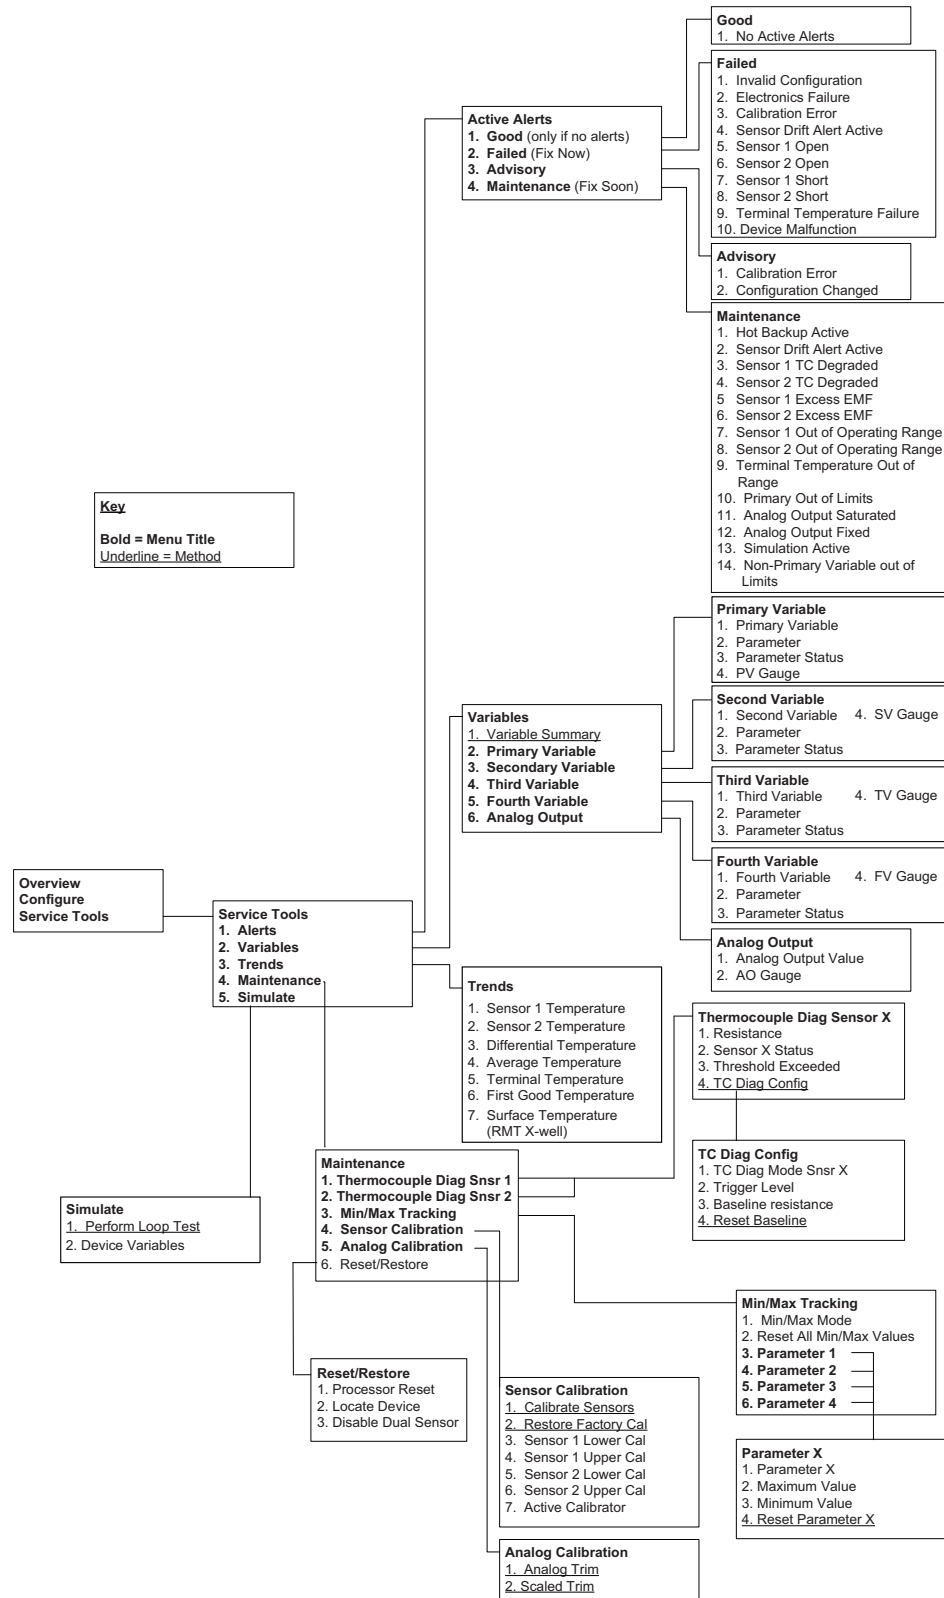 Good
1. No Active Alerts
Failed
1. Invalid Configuration
2. Electronics Failure
3. Calibration Error
4. Sensor Drift Alert Active
5. Sensor 1 Open
6. Sensor 2 Open
7. Sensor 1 Short
8. Sensor 2 Short
9. Terminal Temperature Failure
10. Device Malfunction
Active Alerts
1. Good (only if no alerts)
2. Failed (Fix Now)
3. Advisory
4. Maintenance (Fix Soon)
Advisory
1. Calibration Error
2. Configuration Changed
Maintenance
1. Hot Backup Active
2. Sensor Drift Alert Active
3. Sensor 1 TC Degraded
4. Sensor 2 TC Degraded
5 Sensor 1 Excess EMF
6. Sensor 2 Excess EMF
7. Sensor 1 Out of Operating Range
8. Sensor 2 Out of Operating Range
9. Terminal Temperature Out of
Range
10. Primary Out of Limits
11. Analog Output Saturated
12. Analog Output Fixed
13. Simulation Active
14. Non-Primary Variable out of
Limits
Key
Bold = Menu Title
Underline = Method
Primary Variable
1. Primary Variable
2. Parameter
3. Parameter Status
4. PV Gauge
Second Variable
1. Second Variable 4. SV Gauge
2. Parameter
3. Parameter Status
Variables
1. Variable Summary
2. Primary Variable
3. Secondary Variable
4. Third Variable
5. Fourth Variable
6. Analog Output
Third Variable
1. Third Variable 4. TV Gauge
2. Parameter
3. Parameter Status
Fourth Variable
1. Fourth Variable 4. FV Gauge
2. Parameter
3. Parameter Status
Overview
Configure
Service Tools
Service Tools
1. Alerts
2. Variables
3. Trends
4. Maintenance
5. Simulate
Analog Output
1. Analog Output Value
2. AO Gauge
Trends
1. Sensor 1 Temperature
2. Sensor 2 Temperature
3. Differential Temperature
4. Average Temperature
5. Terminal Temperature
6. First Good Temperature
7. Surface Temperature
(RMT X-well)
Thermocouple Diag Sensor X
1. Resistance
2. Sensor X Status
3. Threshold Exceeded
4. TC Diag Config
TC Diag Config
1. TC Diag Mode Snsr X
2. Trigger Level
3. Baseline resistance
4. Reset Baseline
Maintenance
1. Thermocouple Diag Snsr 1
2. Thermocouple Diag Snsr 2
3. Min/Max Tracking
4. Sensor Calibration
5. Analog Calibration
6. Reset/Restore
Simulate
1. Perform Loop Test
2. Device Variables
Min/Max Tracking
1. Min/Max Mode
2. Reset All Min/Max Values
3. Parameter 1
4. Parameter 2
5. Parameter 3
6. Parameter 4
Reset/Restore
1. Processor Reset
2. Locate Device
3. Disable Dual Sensor
Sensor Calibration
1. Calibrate Sensors
2. Restore Factory Cal
3. Sensor 1 Lower Cal
4. Sensor 1 Upper Cal
5. Sensor 2 Lower Cal
6. Sensor 2 Upper Cal
7. Active Calibrator
Parameter X
1. Parameter X
2. Maximum Value
3. Minimum Value
4. Reset Parameter X
Analog Calibration
1. Analog Trim
2. Scaled Trim